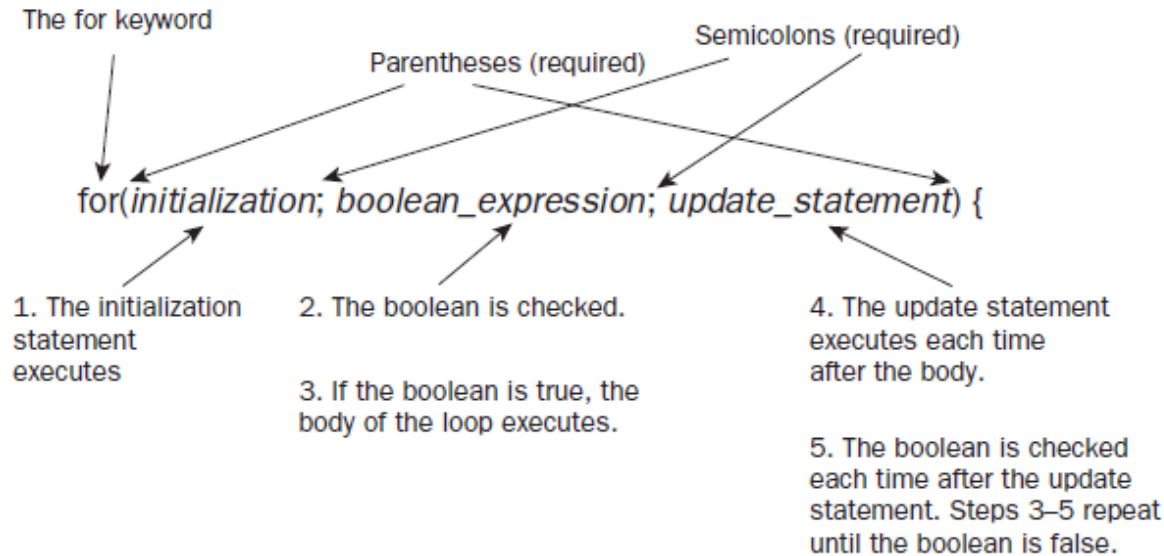 The for keyword
Semicolons (required)
Parentheses (required)
for(initialization; boolean_expression; update_statement) {
1. The initialization
statement
executes
2. The boolean is checked.
3. If the boolean is true, the
body of the loop executes.
4. The update statement
executes each time
after the body.
5. The boolean is checked
each time after the update
statement. Steps 3–5 repeat
until the boolean is false.